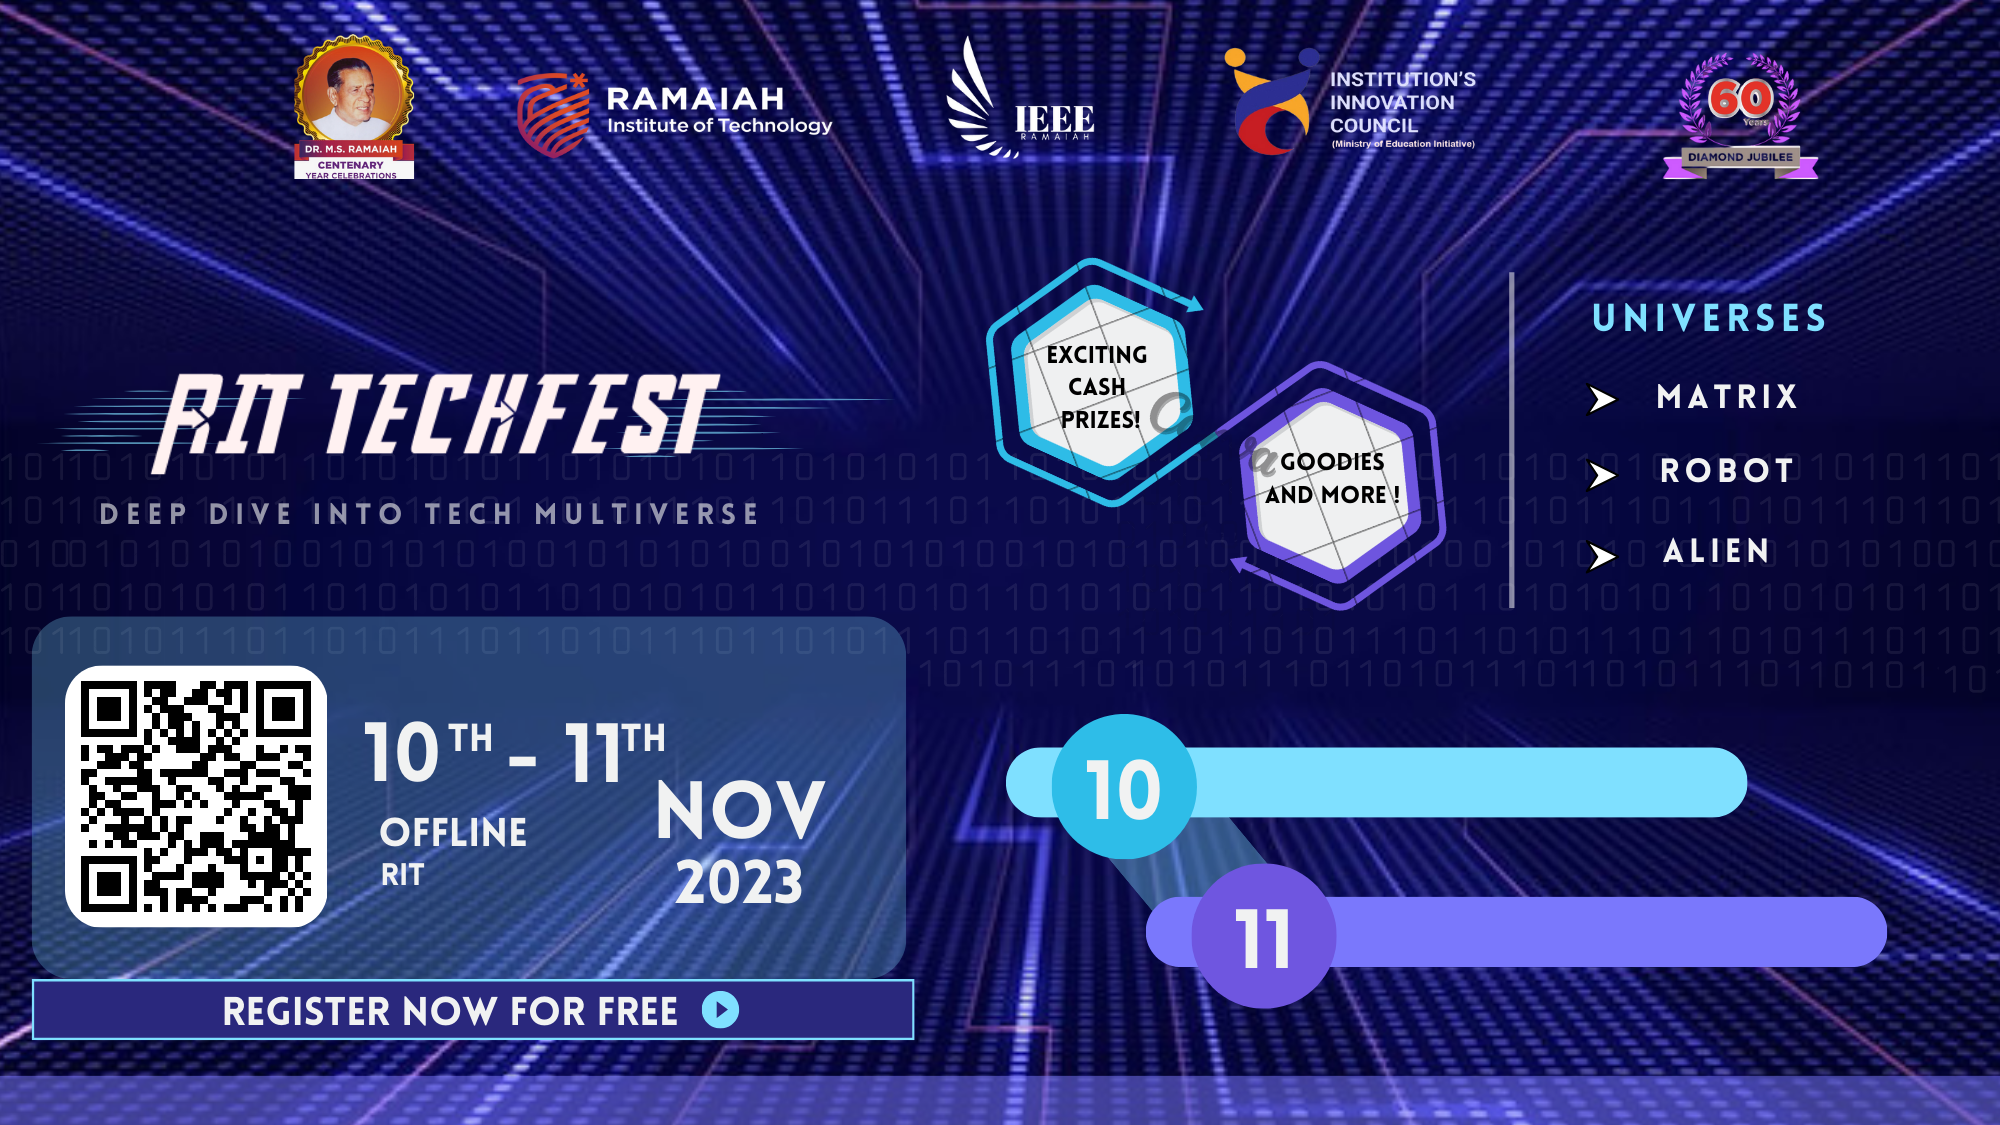 DR. M.S. RAMAIAH
CENTENARY
YEAR CELEBRATIONS
RAMAIAH
Institute of Technology
IEEE
RAMAIAH
INSTITUTION'S
INNOVATION
COUNCIL
(Ministry of Education Initiative)
60
Years
DIAMOND JUBILEE
RIT TECHFEST
DEEP DIVE INTO TECH MULTIVERSE
EXCITING
CASH
PRIZES!
GOODIES
AND MORE !
UNIVERSES
MATRIX
ROBOT
ALIEN
10TH - 11TH
NOV
2023
OFFLINE
RIT
REGISTER NOW FOR FREE
10
11